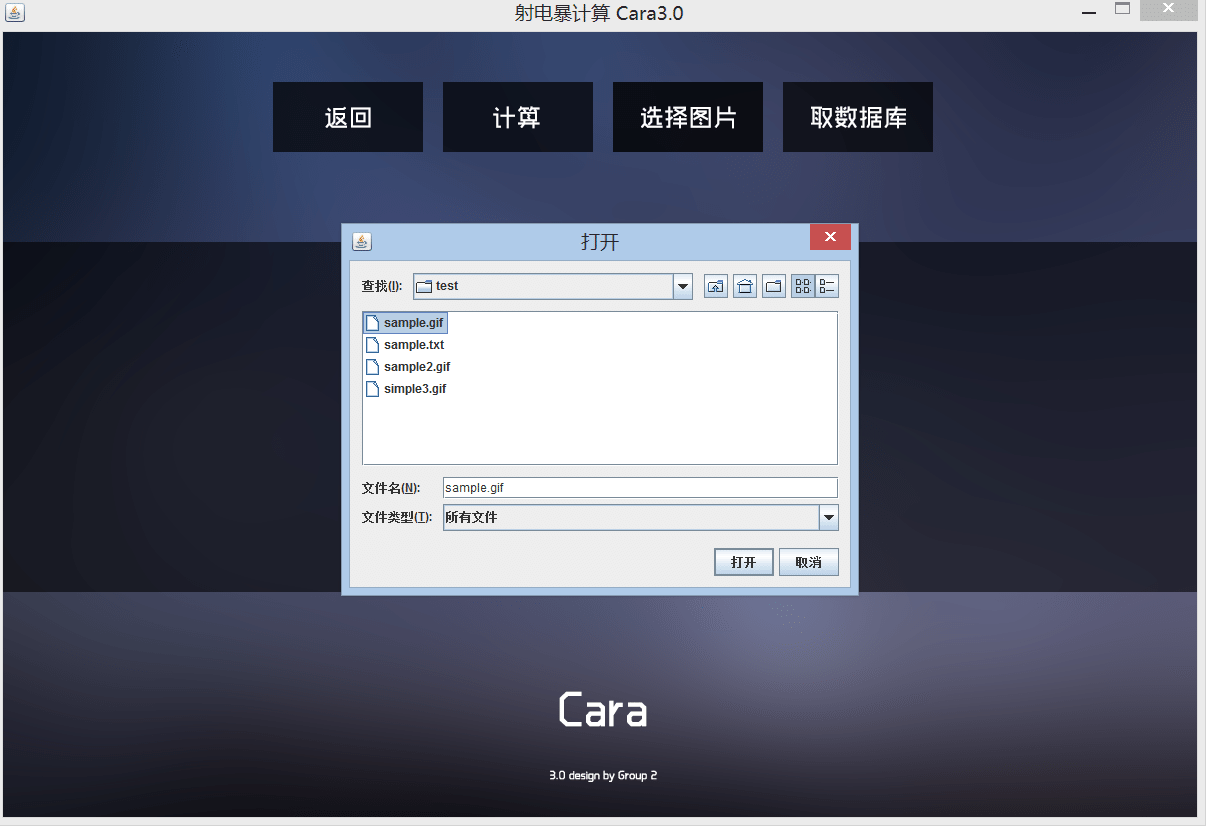 射电暴计算 Cara3.0
返回
计算
选择图片
取数据库
打开
查找(I):
test
sample.gif
sample.txt
sample2.gif
simple3.gif
文件名(N):
sample.gif
文件类型(T):
所有文件
打开
取消
Cara
3.0 design by Group 2